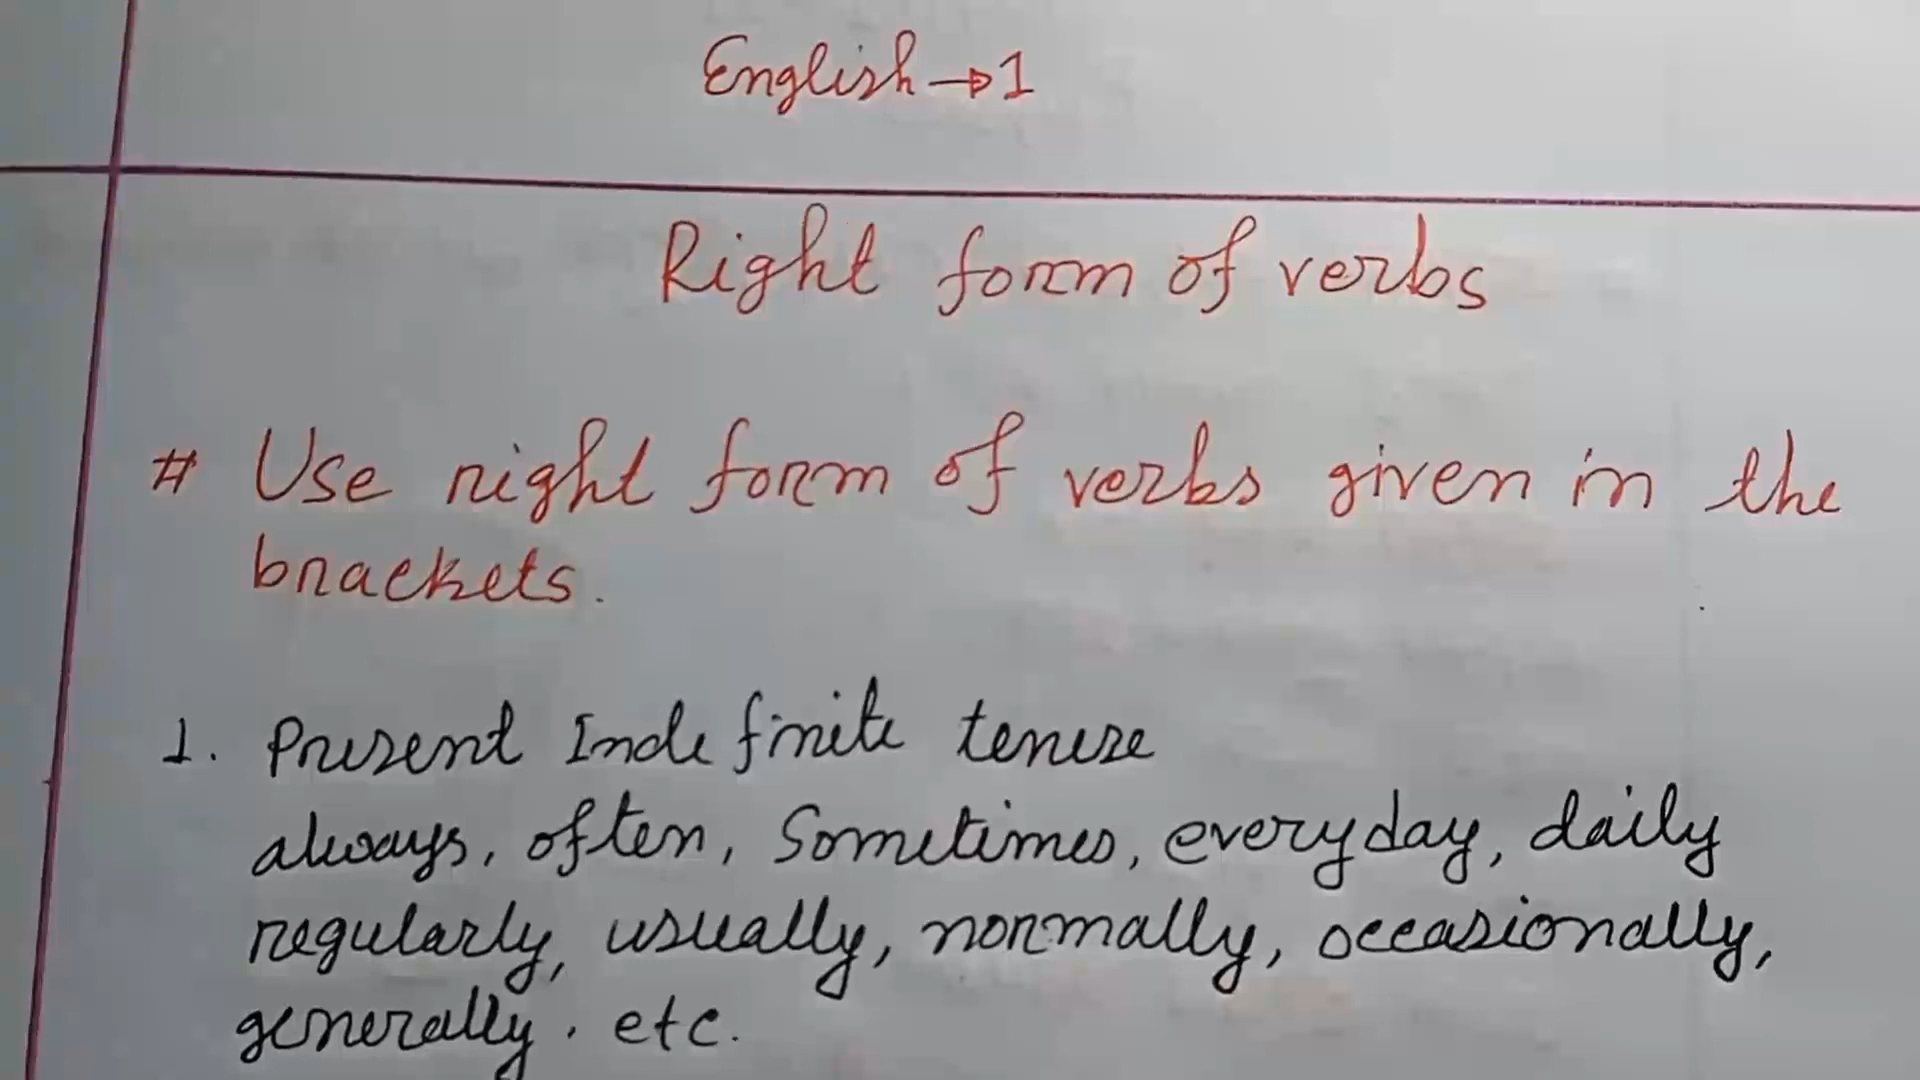 English → 1
Right form of verbs
# Use right form of verbs given in the
brackets.
1. Present Indefinite tense
always, often, Sometimes, everyday, daily
regularly, usually, normally, occasionally,
generally. etc.